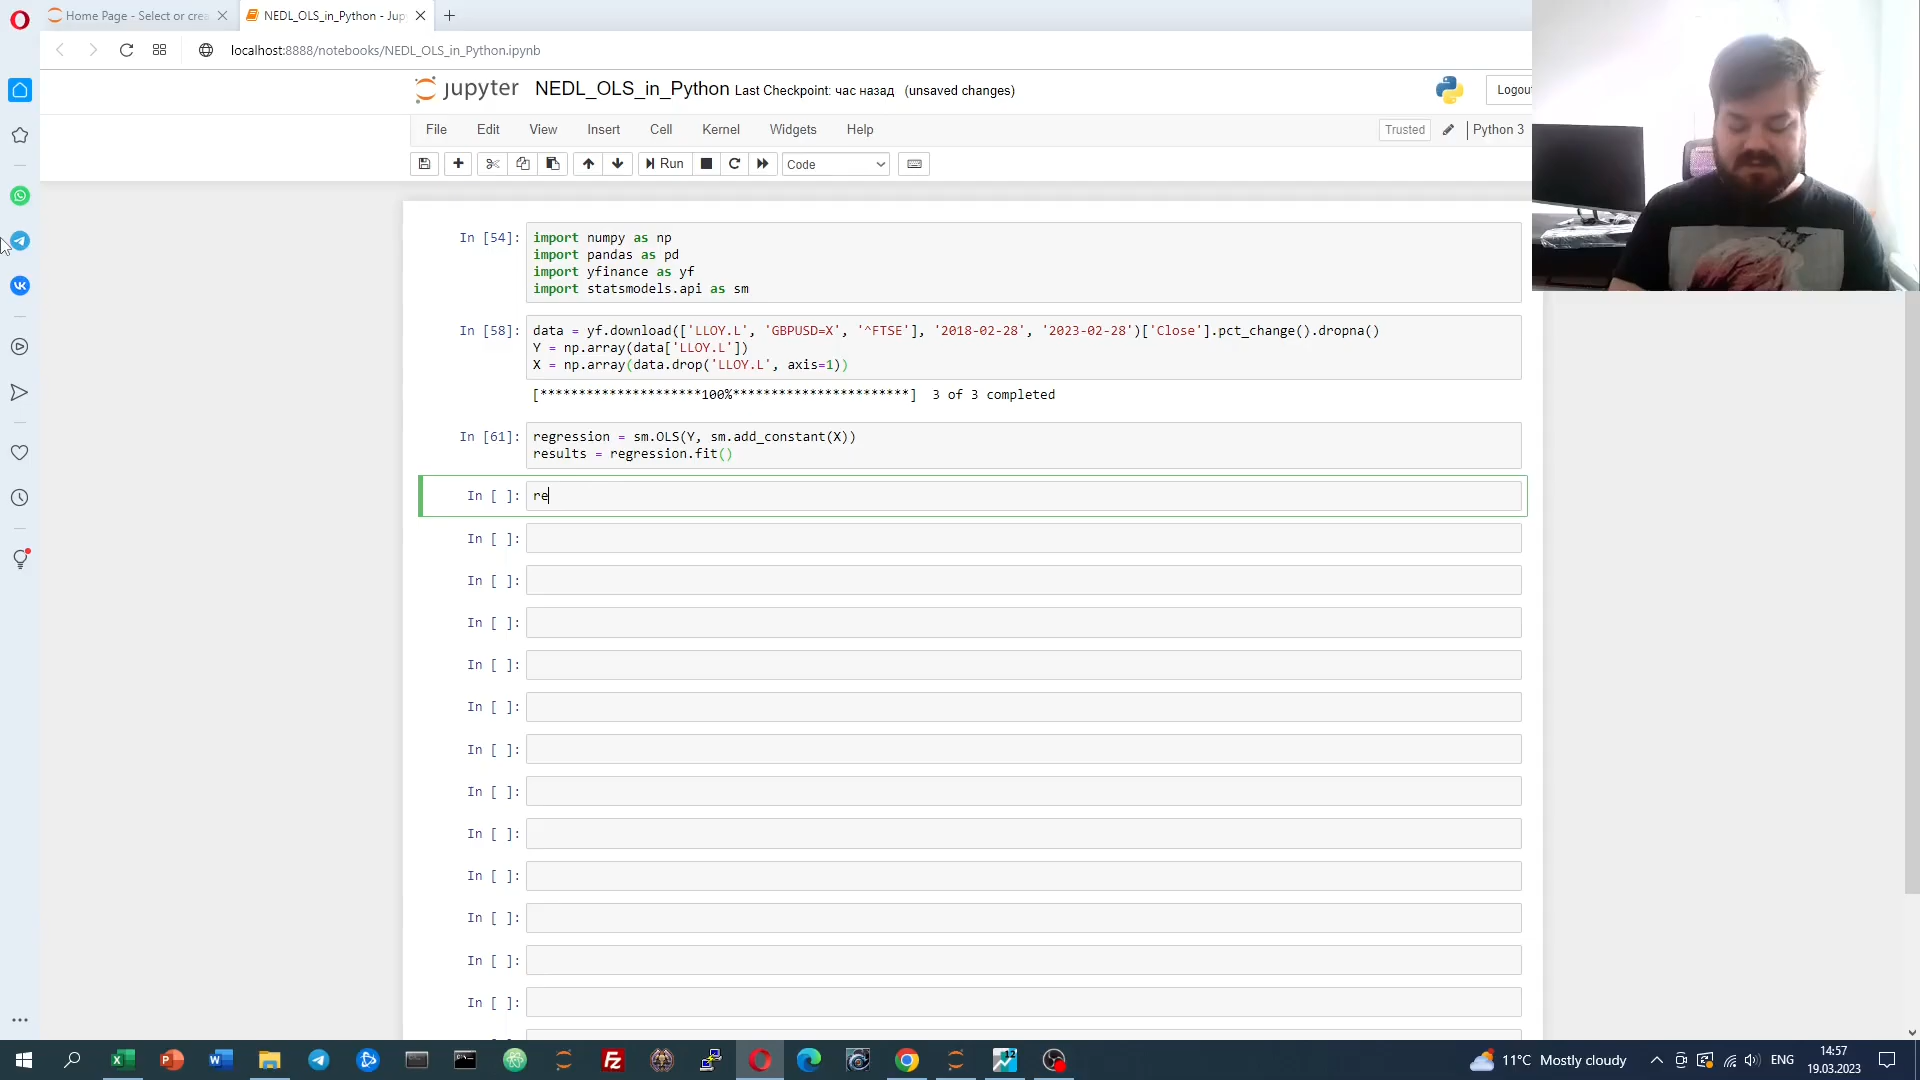 Home Page - Select or crea
NEDL_OLS_in_Python - Jup
localhost:8888/notebooks/NEDL_OLS_in_Python.ipynb
jupyter NEDL_OLS_in_Python Last Checkpoint: час назад (unsaved changes)
Logout
File Edit View Insert Cell Kernel Widgets Help
Trusted Python 3
Run Code
In [54]: import numpy as np
import pandas as pd
import yfinance as yf
import statsmodels.api as sm
In [58]: data = yf.download(['LLOY.L', 'GBPUSD=X', '^FTSE'], '2018-02-28', '2023-02-28')['Close'].pct_change().dropna()
Y = np.array(data['LLOY.L'])
X = np.array(data.drop('LLOY.L', axis=1))
[*********************100%***********************] 3 of 3 completed
In [61]: regression = sm.OLS(Y, sm.add_constant(X))
results = regression.fit()
In [ ]: re
In [ ]:
In [ ]:
In [ ]:
In [ ]:
In [ ]:
In [ ]:
In [ ]:
In [ ]:
In [ ]:
In [ ]:
In [ ]:
In [ ]:
11°C Mostly cloudy
ENG
14:57
19.03.2023